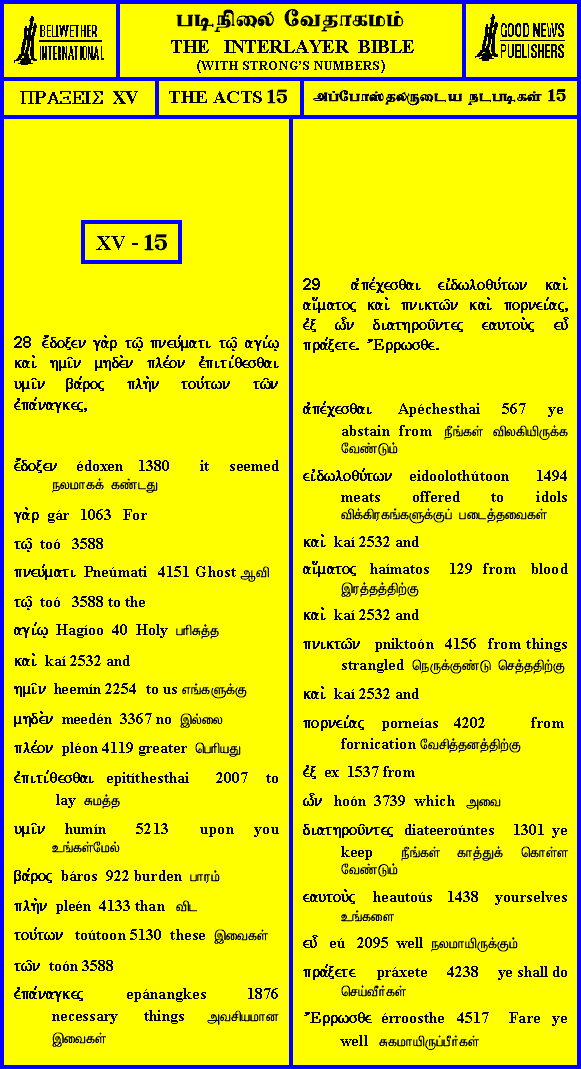 BELLWETHER
INTERNATIONAL
படிநிலை வேதாகமம்
THE INTERLAYER BIBLE
(WITH STRONG'S NUMBERS)
GOOD NEWS
PUBLISHERS
ΠΡΑΞΕΙΣ XV
THE ACTS 15
அப்போஸ்தலருடைய நடபடிகள் 15
XV - 15
28 ἔδοξεν γὰρ τῷ πνεύματι τῷ αγίῳ
καὶ ημῖν μηδὲν πλέον ἐπιτίθεσθαι
υμῖν βάρος πλὴν τούτων τῶν
ἐπάναγκες,
ἔδοξεν édoxen 1380 it seemed
நலமாகக் கண்டது
γὰρ gár 1063 For
τῷ toó 3588
πνεύματι Pneúmati 4151 Ghost ஆவி
τῷ toó 3588 to the
αγίῳ Hagíoo 40 Holy பரிசுத்த
καὶ kaí 2532 and
ημῖν heemín 2254 to us எங்களுக்கு
μηδὲν meedén 3367 no இல்லை
πλέον pléon 4119 greater பெரியது
ἐπιτίθεσθαι epitíthesthai 2007 to
lay சுமத்த
υμῖν humín 5213 upon you
உங்கள்மேல்
βάρος báros 922 burden பாரம்
πλὴν pleén 4133 than விட
τούτων toútoon 5130 these இவைகள்
τῶν toón 3588
ἐπάναγκες epánangkes 1876
necessary things அவசியமான
இவைகள்
29 ἀπέχεσθαι εἰδωλοθύτων καὶ
αἵματος καὶ πνικτῶν καὶ πορνείας,
ἐξ ὧν διατηροῦντες εαυτοὺς εὖ
πράξετε. Ἔρρωσθε.
ἀπέχεσθαι Apéchesthai 567 ye
abstain from நீங்கள் விலகியிருக்க
வேண்டும்
εἰδωλοθύτων eidoolothútoon 1494
meats offered to idols
விக்கிரகங்களுக்குப் படைத்தவைகள்
καὶ kaí 2532 and
αἵματος haímatos 129 from blood
இரத்தத்திற்கு
καὶ kaí 2532 and
πνικτῶν pniktoón 4156 from things
strangled நெருக்குண்டு செத்ததிற்கு
καὶ kaí 2532 and
πορνείας porneías 4202 from
fornication வேசித்தனத்திற்கு
ἐξ ex 1537 from
ὧν hoón 3739 which அவை
διατηροῦντες diateeroúntes 1301 ye
keep நீங்கள் காத்துக் கொள்ள
வேண்டும்
εαυτοὺς heautoús 1438 yourselves
உங்களை
εὖ eú 2095 well நலமாயிருக்கும்
πράξετε práxete 4238 ye shall do
செய்வீர்கள்
Ἔρρωσθε érroosthe 4517 Fare ye
well சுகமாயிருப்பீர்கள்